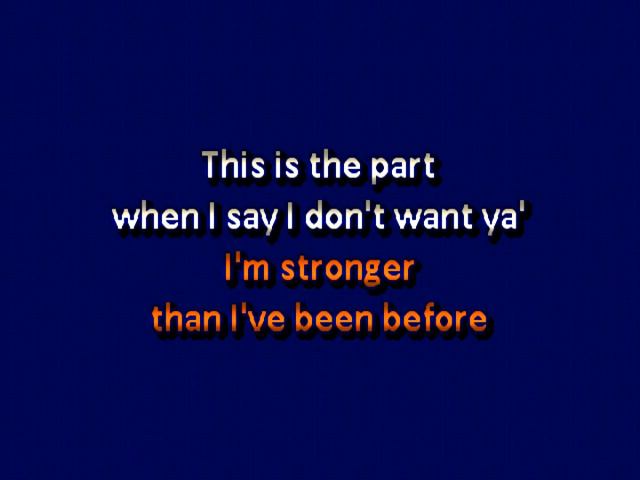 This is the part
when I say I don't want ya'
I'm stronger
than I've been before